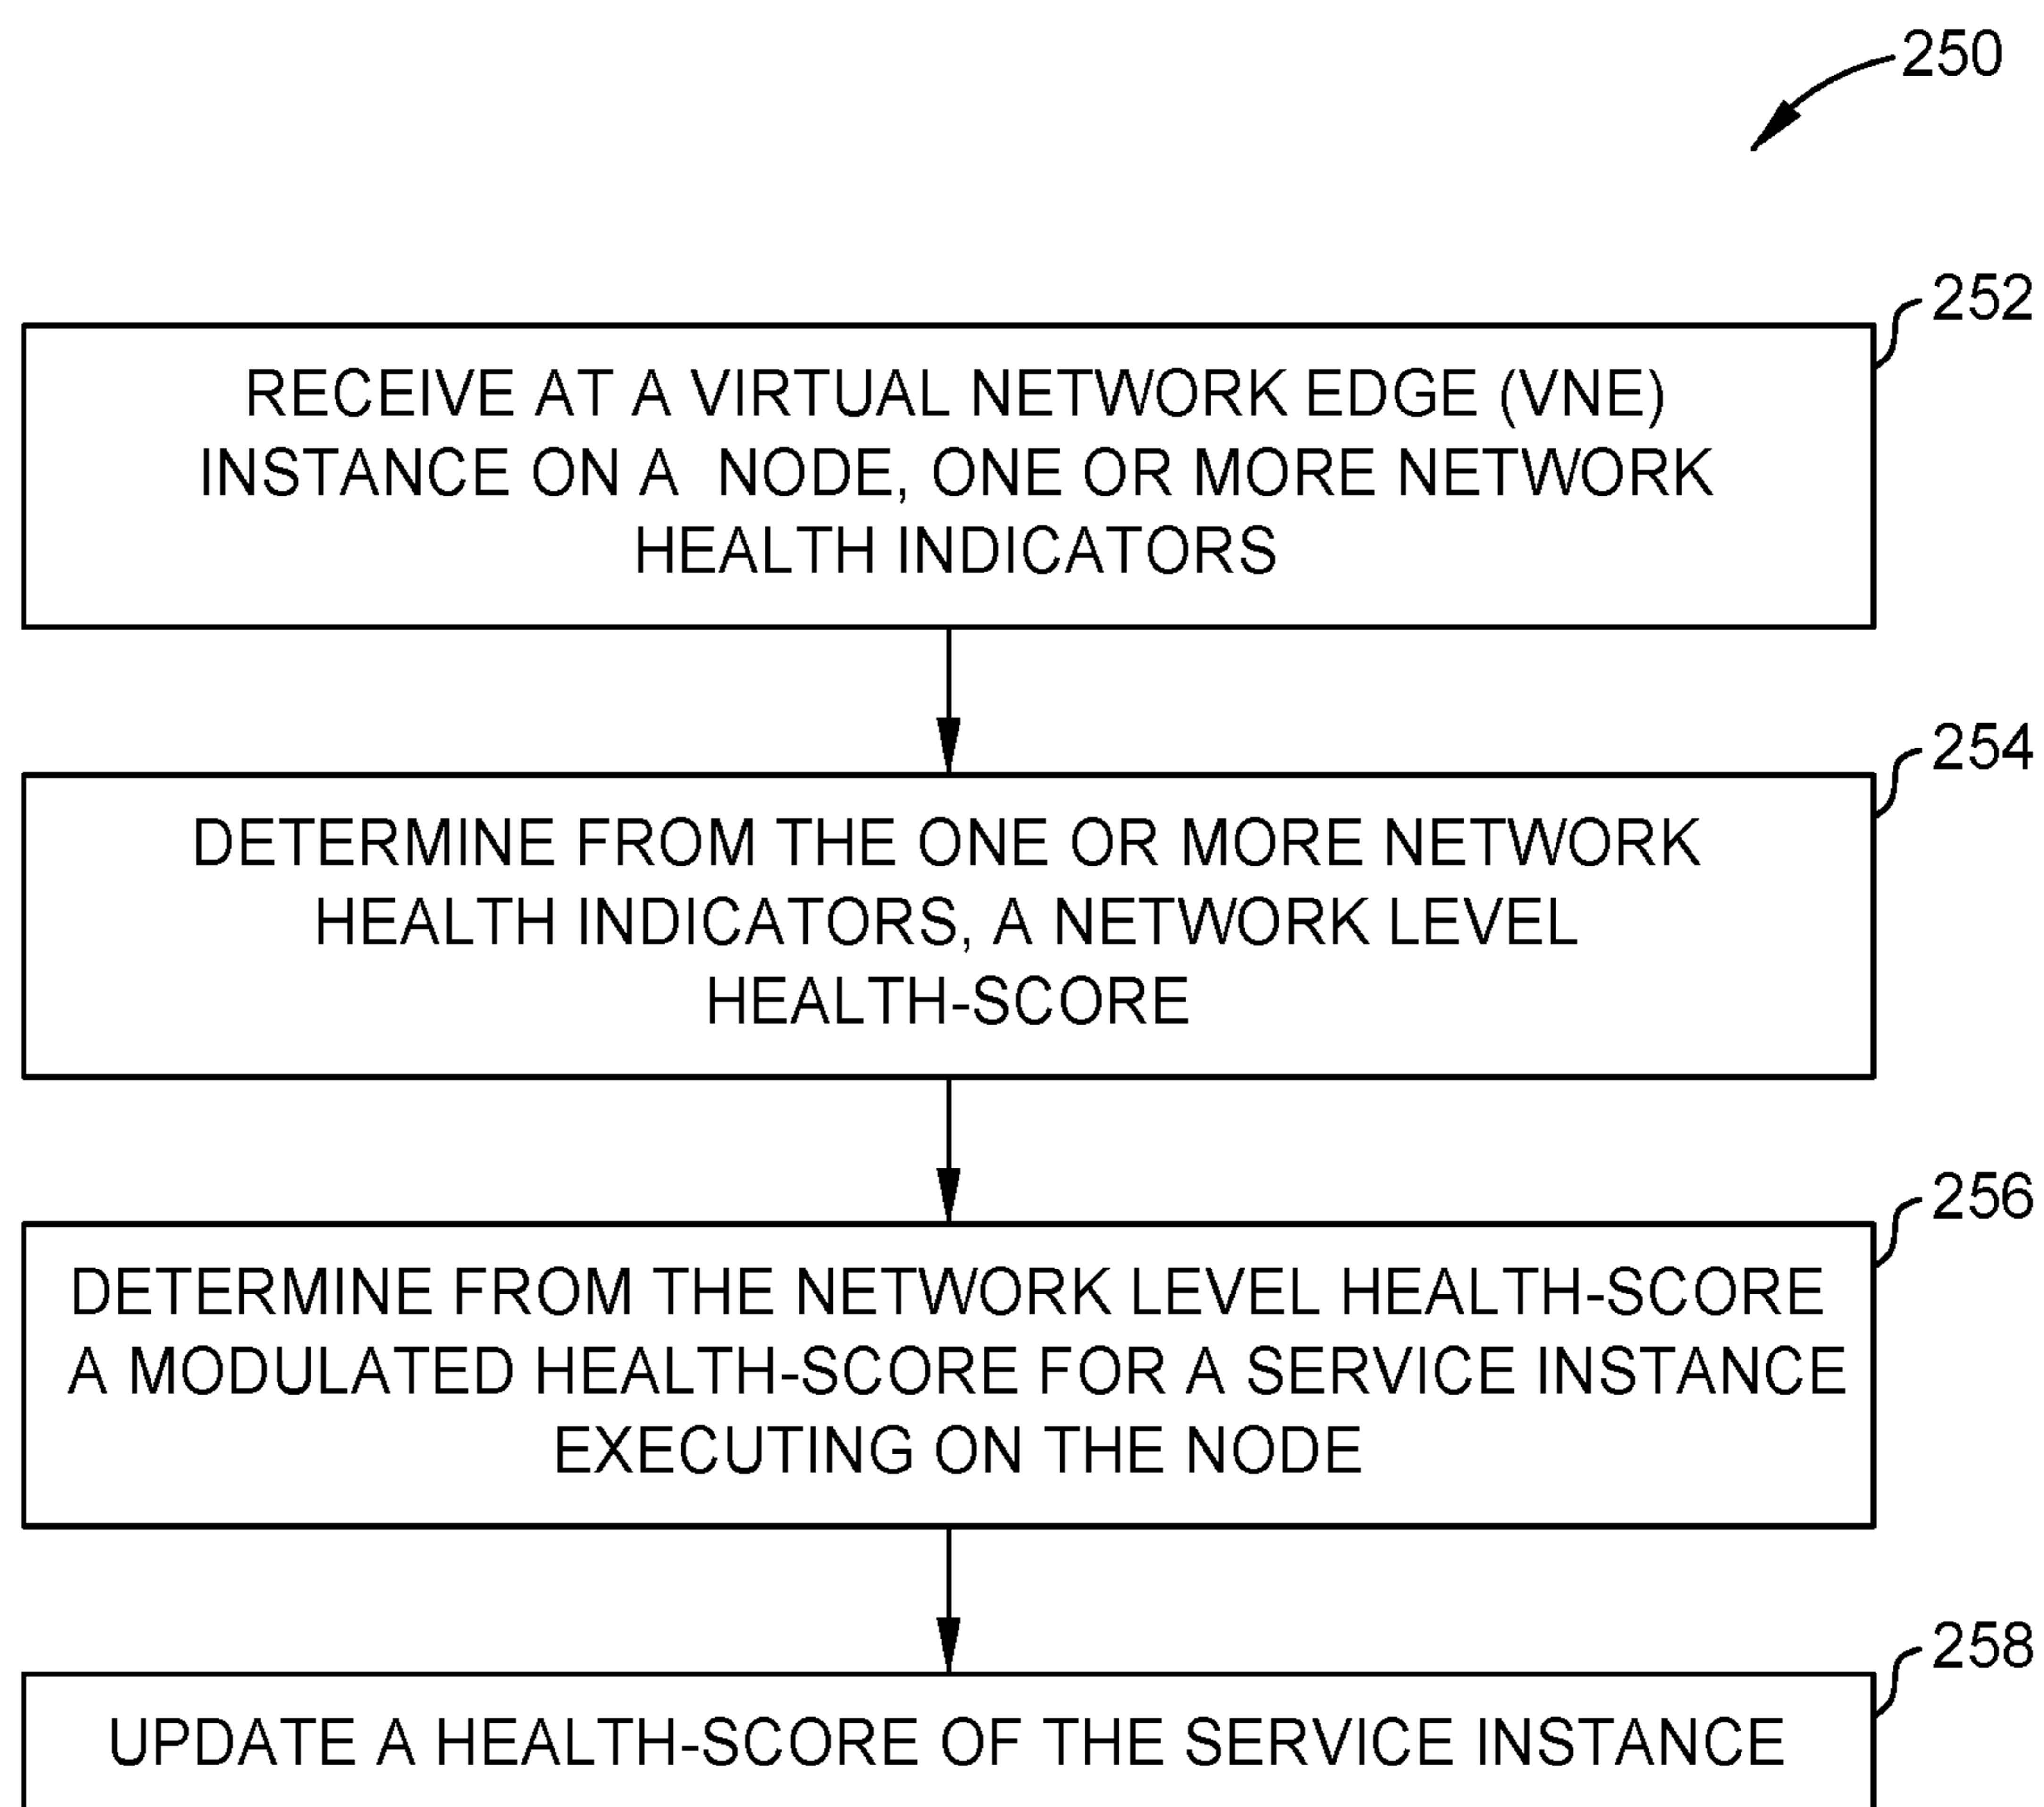 250
252
RECEIVE AT A VIRTUAL NETWORK EDGE (VNE)
INSTANCE ON A NODE, ONE OR MORE NETWORK
HEALTH INDICATORS
254
DETERMINE FROM THE ONE OR MORE NETWORK
HEALTH INDICATORS, A NETWORK LEVEL
HEALTH-SCORE
256
DETERMINE FROM THE NETWORK LEVEL HEALTH-SCORE
A MODULATED HEALTH-SCORE FOR A SERVICE INSTANCE
EXECUTING ON THE NODE
258
UPDATE A HEALTH-SCORE OF THE SERVICE INSTANCE